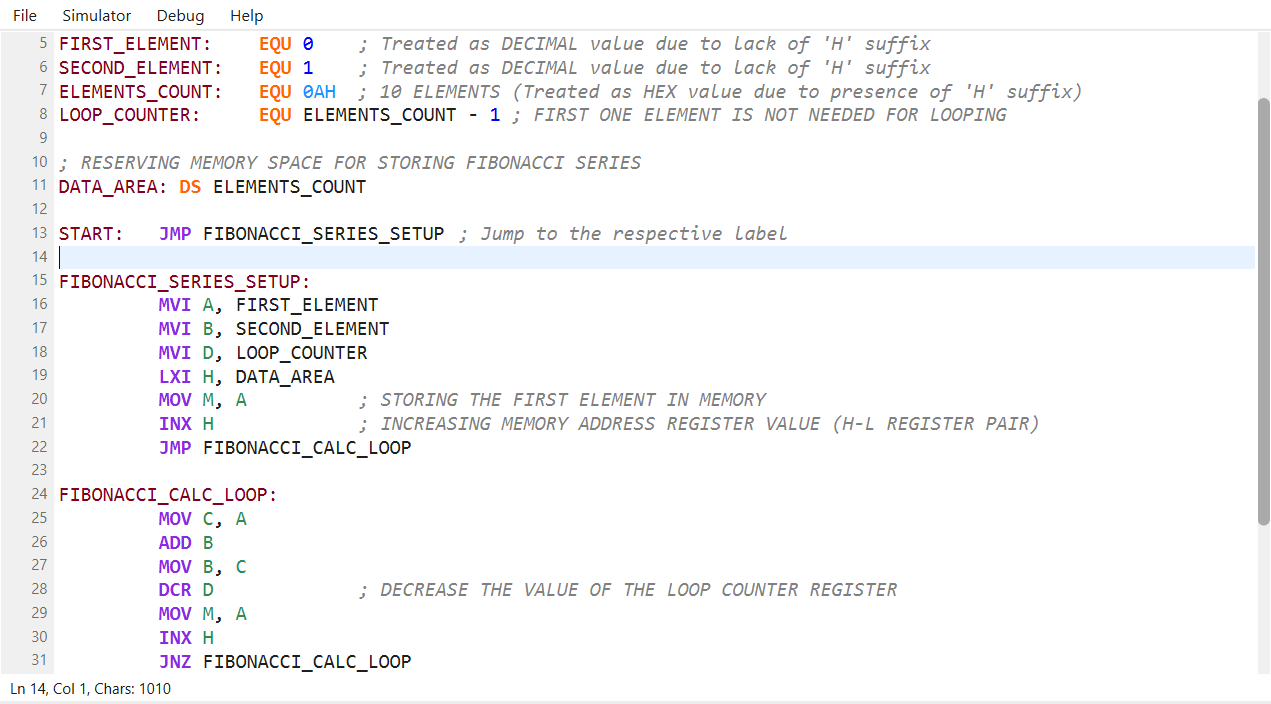 File Simulator Debug Help
5 FIRST_ELEMENT: EQU 0 ; Treated as DECIMAL value due to lack of 'H' suffix
6 SECOND_ELEMENT: EQU 1 ; Treated as DECIMAL value due to lack of 'H' suffix
7 ELEMENTS_COUNT: EQU 0AH ; 10 ELEMENTS (Treated as HEX value due to presence of 'H' suffix)
8 LOOP_COUNTER: EQU ELEMENTS_COUNT - 1 ; FIRST ONE ELEMENT IS NOT NEEDED FOR LOOPING
9
10 ; RESERVING MEMORY SPACE FOR STORING FIBONACCI SERIES
11 DATA_AREA: DS ELEMENTS_COUNT
12
13 START: JMP FIBONACCI_SERIES_SETUP ; Jump to the respective label
14
15 FIBONACCI_SERIES_SETUP:
16 MVI A, FIRST_ELEMENT
17 MVI B, SECOND_ELEMENT
18 MVI D, LOOP_COUNTER
19 LXI H, DATA_AREA
20 MOV M, A ; STORING THE FIRST ELEMENT IN MEMORY
21 INX H ; INCREASING MEMORY ADDRESS REGISTER VALUE (H-L REGISTER PAIR)
22 JMP FIBONACCI_CALC_LOOP
23
24 FIBONACCI_CALC_LOOP:
25 MOV C, A
26 ADD B
27 MOV B, C
28 DCR D ; DECREASE THE VALUE OF THE LOOP COUNTER REGISTER
29 MOV M, A
30 INX H
31 JNZ FIBONACCI_CALC_LOOP
Ln 14, Col 1, Chars: 1010